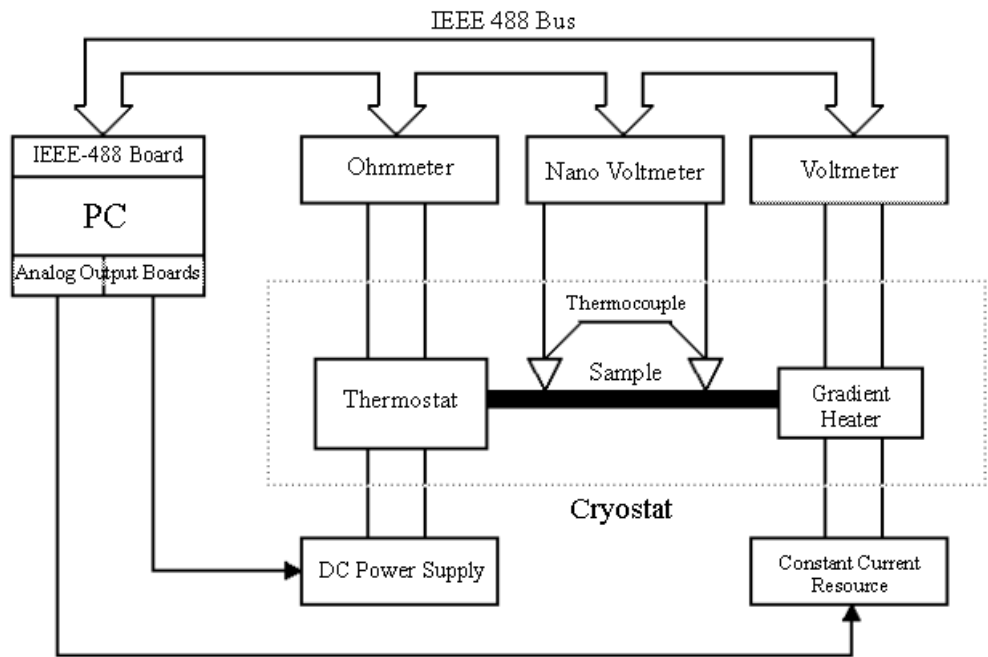 IEEE 488 Bus
IEEE-488 Board
PC
Analog Output Boards
Ohmmeter
Nano Voltmeter
Voltmeter
Thermocouple
Thermostat
Sample
Gradient
Heater
Cryostat
DC Power Supply
Constant Current
Resource